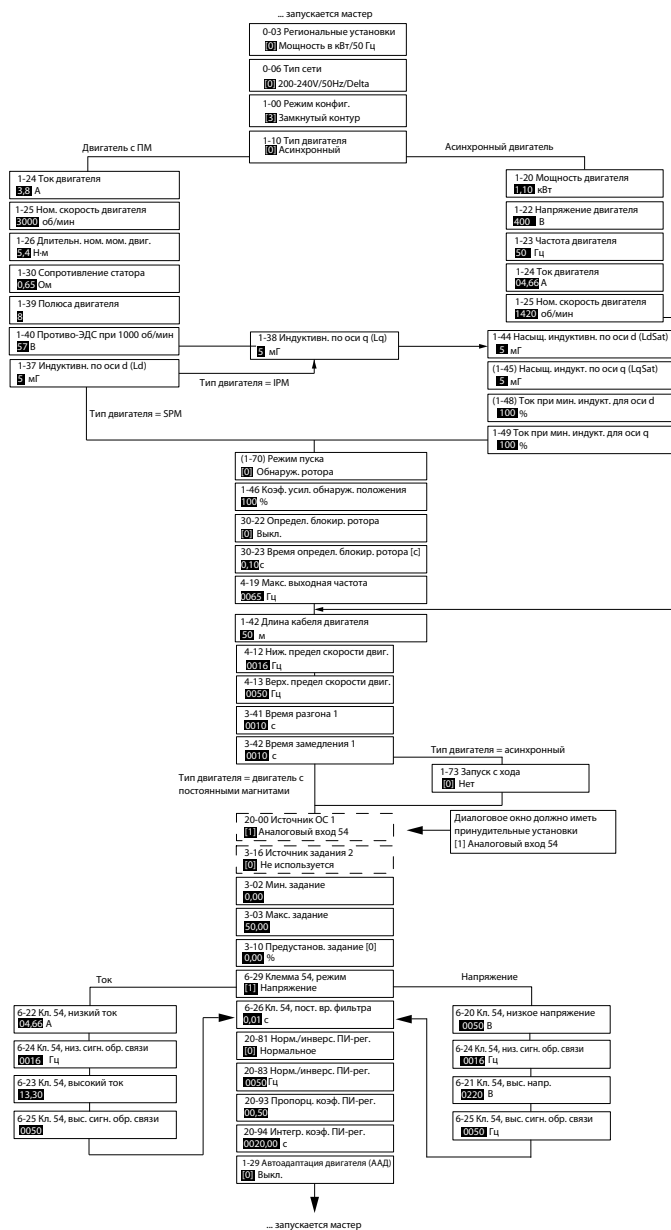 ... запускается мастер
0-03 Региональные установки
[0] Мощность в кВт/50 Гц
0-06 Тип сети
[0] 200-240V/50Hz/Delta
1-00 Режим конфиг.
[3] Замкнутый контур
1-10 Тип двигателя
[0] Асинхронный
Двигатель с ПМ
Асинхронный двигатель
1-24 Ток двигателя
3,8 А
1-25 Ном. скорость двигателя
3000 об/мин
1-26 Длительн. ном. мом. двиг.
5,4 Н·м
1-30 Сопротивление статора
0,65 Ом
1-39 Полюса двигателя
8
1-40 Противо-ЭДС при 1000 об/мин
57 В
1-37 Индуктивн. по оси d (Ld)
5 мГ
1-20 Мощность двигателя
1,10 кВт
1-22 Напряжение двигателя
400 В
1-23 Частота двигателя
50 Гц
1-24 Ток двигателя
04,66 А
1-25 Ном. скорость двигателя
1420 об/мин
1-38 Индуктивн. по оси q (Lq)
5 мГ
Тип двигателя = IPM
1-44 Насыщ. индуктивн. по оси d (LdSat)
5 мГ
(1-45) Насыщ. индукт. по оси q (LqSat)
5 мГ
(1-48) Ток при мин. индукт. для оси d
100 %
1-49 Ток при мин. индукт. для оси q
100 %
Тип двигателя = SPM
(1-70) Режим пуска
[0] Обнаруж. ротора
1-46 Коэф. усил. обнаруж. положения
100 %
30-22 Определ. блокир. ротора
[0] Выкл.
30-23 Время определ. блокир. ротора [с]
0,10 с
4-19 Макс. выходная частота
0065 Гц
1-42 Длина кабеля двигателя
50 м
4-12 Ниж. предел скорости двиг.
0016 Гц
4-13 Верх. предел скорости двиг.
0050 Гц
3-41 Время разгона 1
0010 с
3-42 Время замедления 1
0010 с
Тип двигателя = асинхронный
1-73 Запуск с хода
[0] Нет
Тип двигателя = двигатель с
постоянными магнитами
20-00 Источник ОС 1
[1] Аналоговый вход 54
Диалоговое окно должно иметь
принудительные установки
[1] Аналоговый вход 54
3-16 Источник задания 2
[0] Не используется
3-02 Мин. задание
0,00
3-03 Макс. задание
50,00
3-10 Предустанов. задание [0]
0,00 %
Ток
6-29 Клемма 54, режим
[1] Напряжение
Напряжение
6-22 Кл. 54, низкий ток
04,66 А
6-24 Кл. 54, низ. сигн. обр. связи
0016 Гц
6-23 Кл. 54, высокий ток
13,30
6-25 Кл. 54, выс. сигн. обр. связи
0050
6-26 Кл. 54, пост. вр. фильтра
0,01 с
20-81 Норм./инверс. ПИ-рег.
[0] Нормальное
20-83 Норм./инверс. ПИ-рег.
0050 Гц
20-93 Пропорц. коэф. ПИ-рег.
00,50
20-94 Интегр. коэф. ПИ-рег.
0020,00 с
1-29 Автоадаптация двигателя (ААД)
[0] Выкл.
6-20 Кл. 54, низкое напряжение
0050 В
6-24 Кл. 54, низ. сигн. обр. связи
0016 Гц
6-21 Кл. 54, выс. напр.
0220 В
6-25 Кл. 54, выс. сигн. обр. связи
0050 Гц
... запускается мастер